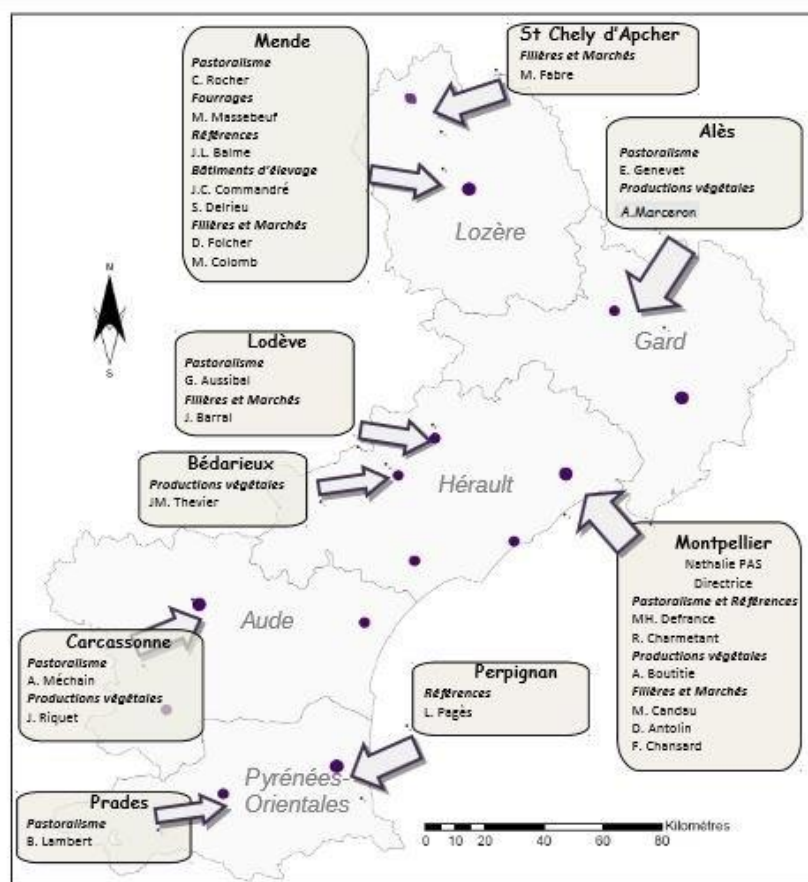 Mende
Pastoralisme
C. Rocher
Fourrages
M. Massebeuf
Références
J.L. Balme
Bâtiments d'élevage
J.C. Commandré
S. Delrieu
Filières et Marchés
D. Folcher
M. Colomb
St Chely d'Apcher
Filières et Marchés
M. Fabre
Alès
Pastoralisme
E. Genevet
Productions végétales
A.Marceron
Lozère
N
S
Gard
Lodève
Pastoralisme
G. Aussibal
Filières et Marchés
J. Barral
Bédarieux
Productions végétales
JM. Thevier
Hérault
Montpellier
Nathalie PAS
Directrice
Pastoralisme et Références
MH. Defrance
R. Charmetant
Productions végétales
A. Boutitie
Filières et Marchés
M. Candau
D. Antolin
F. Chansard
Aude
Carcassonne
Pastoralisme
A. Méchain
Productions végétales
J. Riquet
Perpignan
Références
L. Pagès
Pyrénées-
Orientales
Prades
Pastoralisme
B. Lambert
Kilomètres
0 5 10 20 40 60 80